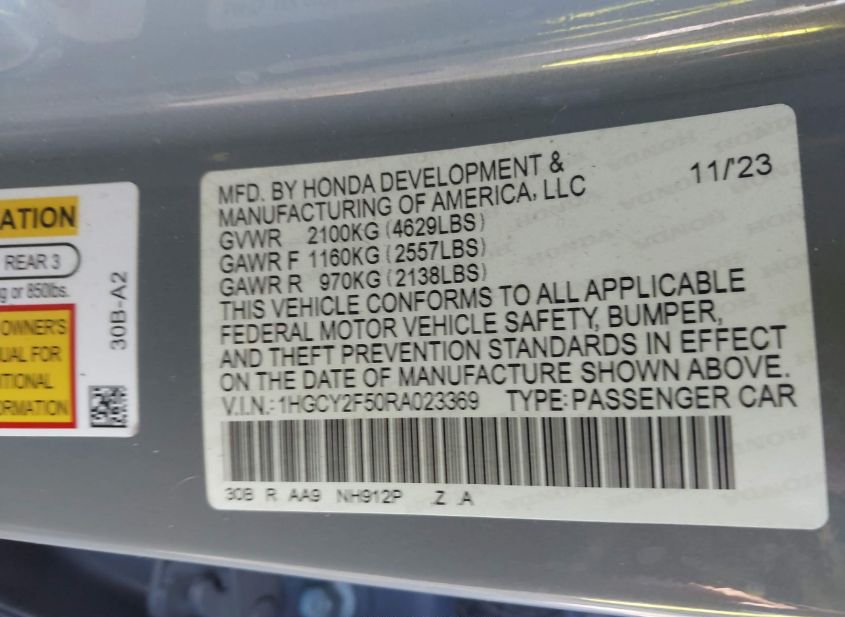 ATION
REAR 3
g or 850lbs.
OWNER'S
UAL FOR
ITIONAL
ORMATION
30B-A2
MFD. BY HONDA DEVELOPMENT &
MANUFACTURING OF AMERICA, LLC
11/'23
GVWR 2100KG (4629LBS)
GAWR F 1160KG (2557LBS)
GAWR R 970KG (2138LBS)
THIS VEHICLE CONFORMS TO ALL APPLICABLE
FEDERAL MOTOR VEHICLE SAFETY, BUMPER,
AND THEFT PREVENTION STANDARDS IN EFFECT
ON THE DATE OF MANUFACTURE SHOWN ABOVE.
V.I.N.: 1HGCY2F50RA023369 TYPE: PASSENGER CAR
30B R AA9 NH912P Z A